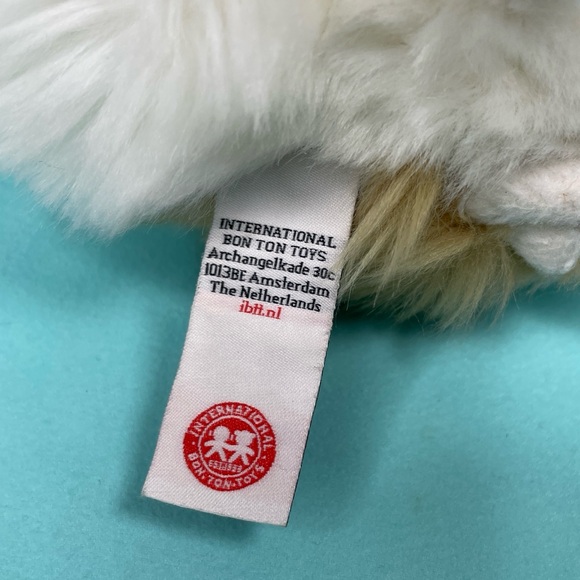 INTERNATIONAL
BON TON TOYS
Archangelkade 30c
1013BE Amsterdam
The Netherlands
ibtt.nl
INTERNATIONAL
BON·TON·TOYS